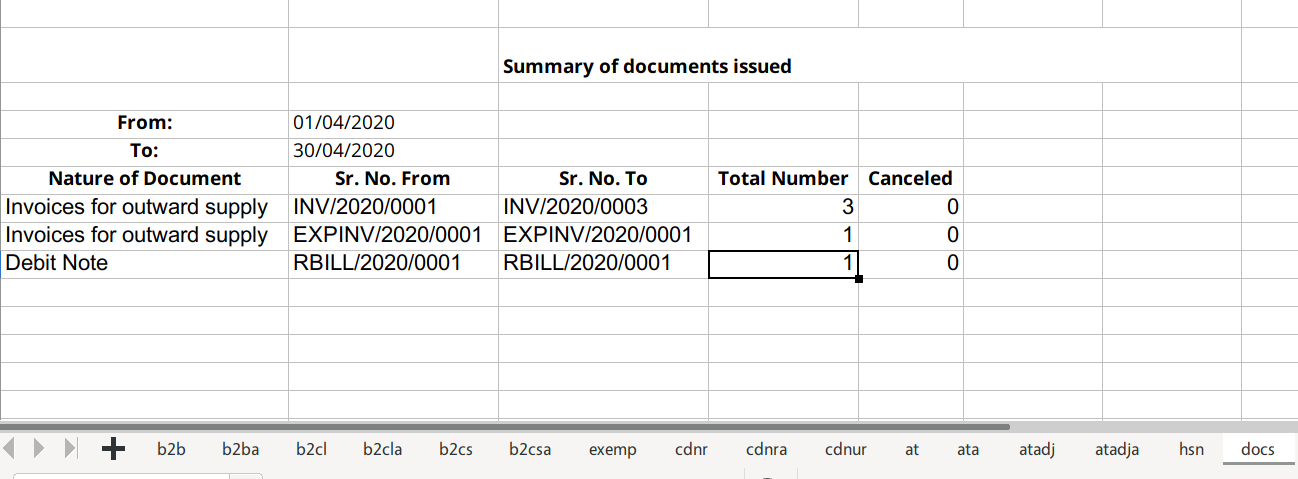 Summary of documents issued
From: 01/04/2020
To: 30/04/2020
Nature of Document Sr. No. From Sr. No. To Total Number Canceled
Invoices for outward supply INV/2020/0001 INV/2020/0003 3 0
Invoices for outward supply EXPINV/2020/0001 EXPINV/2020/0001 1 0
Debit Note RBILL/2020/0001 RBILL/2020/0001 1 0
b2b b2ba b2cl b2cla b2cs b2csa exemp cdnr cdnra cdnur at ata atadj atadja hsn docs